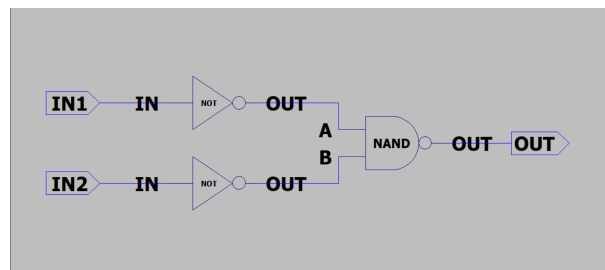 IN1 IN NOT OUT
A
NAND OUT OUT
B
IN2 IN NOT OUT